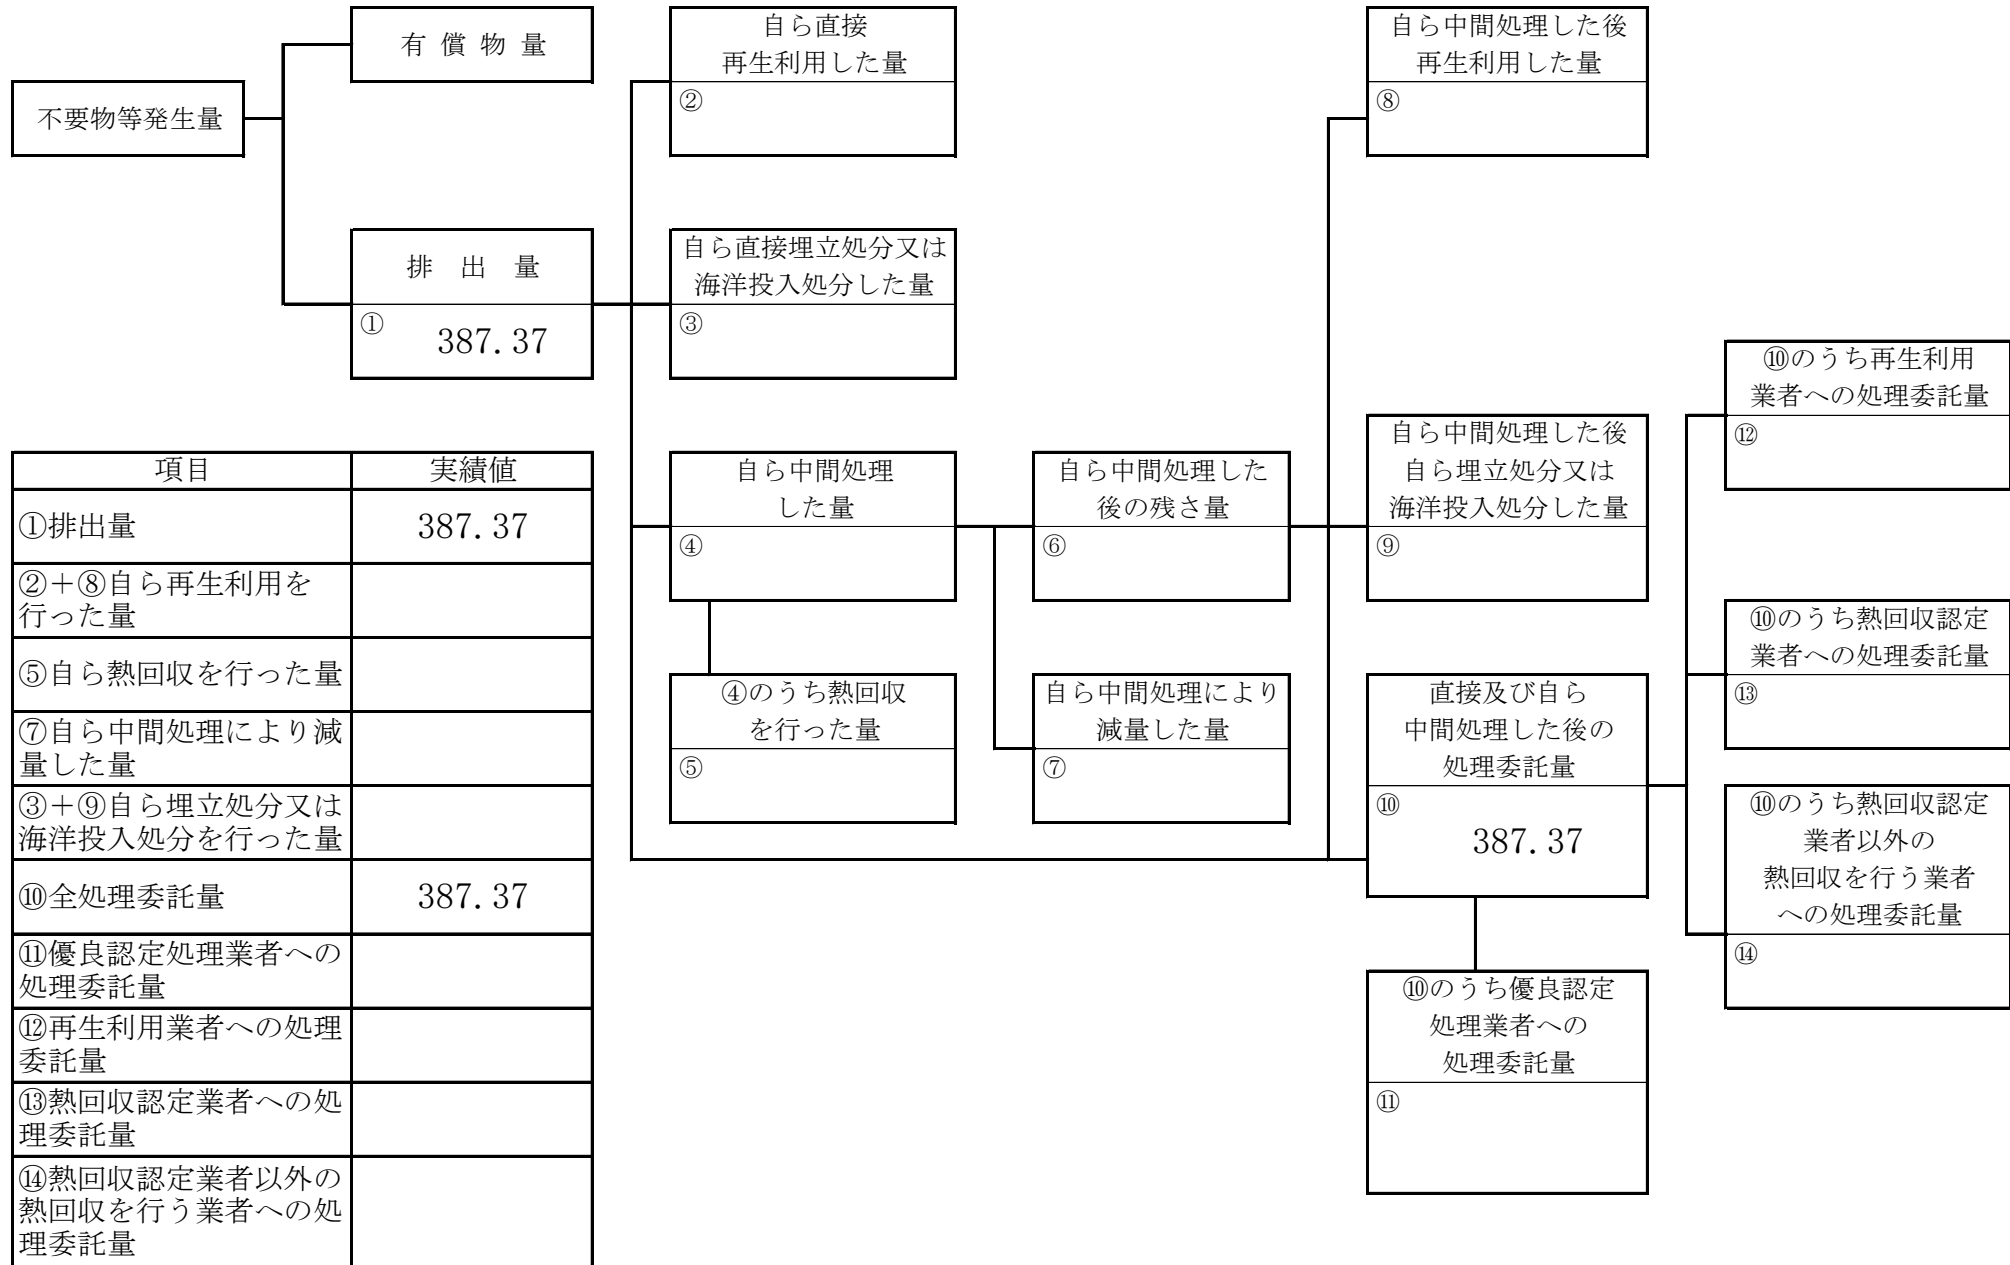 不要物等発生量
有償物量
排出量
① 387.37
自ら直接
再生利用した量
②
自ら直接埋立処分又は
海洋投入処分した量
③
自ら中間処理
した量
④
④のうち熱回収
を行った量
⑤
自ら中間処理した
後の残さ量
⑥
自ら中間処理により
減量した量
⑦
自ら中間処理した後
再生利用した量
⑧
自ら中間処理した後
自ら埋立処分又は
海洋投入処分した量
⑨
直接及び自ら
中間処理した後の
処理委託量
⑩
387.37
⑩のうち優良認定
処理業者への
処理委託量
⑪
⑩のうち再生利用
業者への処理委託量
⑫
⑩のうち熱回収認定
業者への処理委託量
⑬
⑩のうち熱回収認定
業者以外の
熱回収を行う業者
への処理委託量
⑭
項目 実績値
①排出量 387.37
②＋⑧自ら再生利用を
行った量
⑤自ら熱回収を行った量
⑦自ら中間処理により減
量した量
③＋⑨自ら埋立処分又は
海洋投入処分を行った量
⑩全処理委託量 387.37
⑪優良認定処理業者への
処理委託量
⑫再生利用業者への処理
委託量
⑬熱回収認定業者への処
理委託量
⑭熱回収認定業者以外の
熱回収を行う業者への処
理委託量